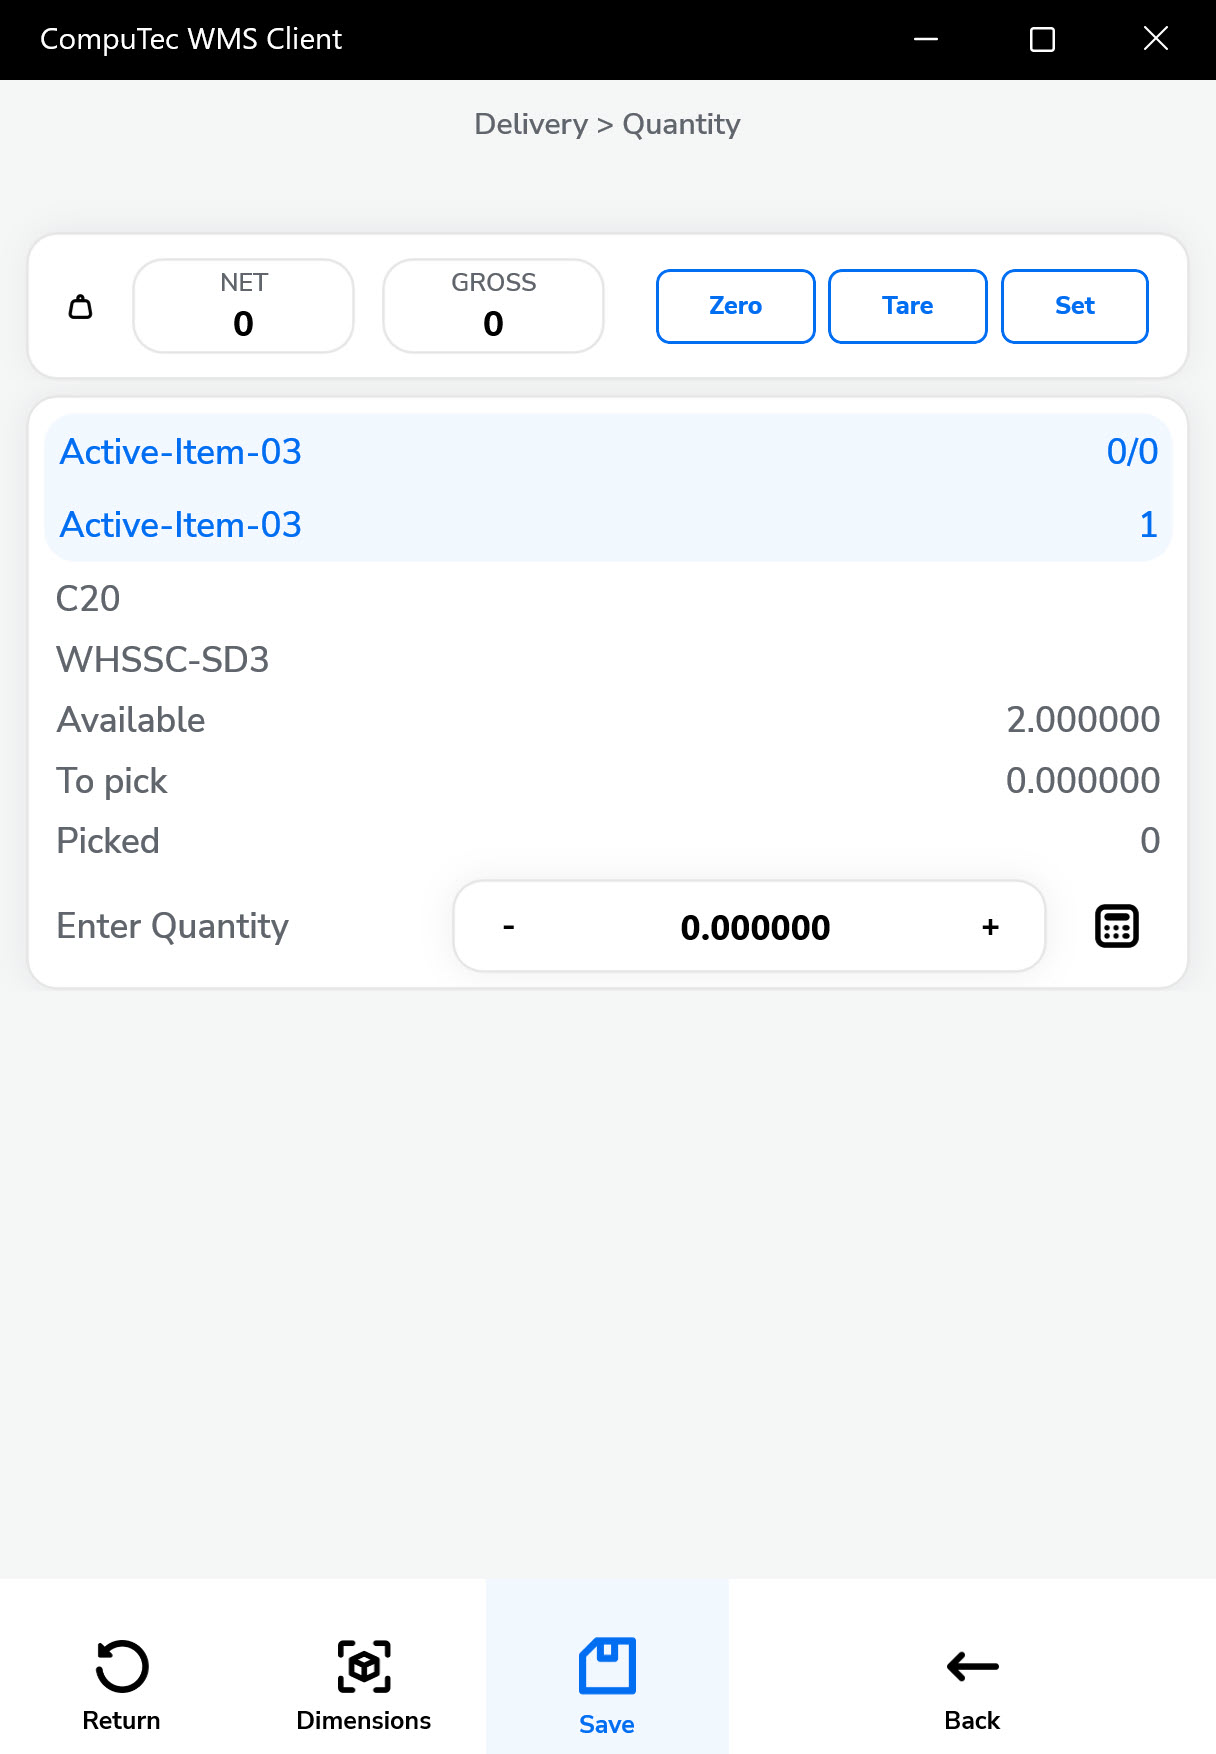 CompuTec WMS Client
Delivery > Quantity
NET
0
GROSS
0
Zero
Tare
Set
Active-Item-03 0/0
Active-Item-03 1
C20
WHSSC-SD3
Available 2.000000
To pick 0.000000
Picked 0
Enter Quantity - 0.000000 +
Return Dimensions Save Back